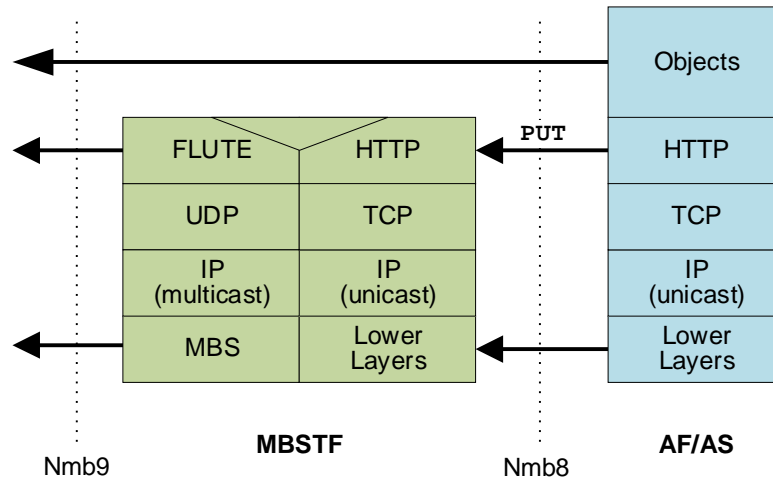 Objects
PUT
FLUTE HTTP HTTP
UDP TCP TCP
IP
(multicast)
IP
(unicast)
IP
(unicast)
MBS
Lower
Layers
Lower
Layers
MBSTF AF/AS
Nmb9 Nmb8